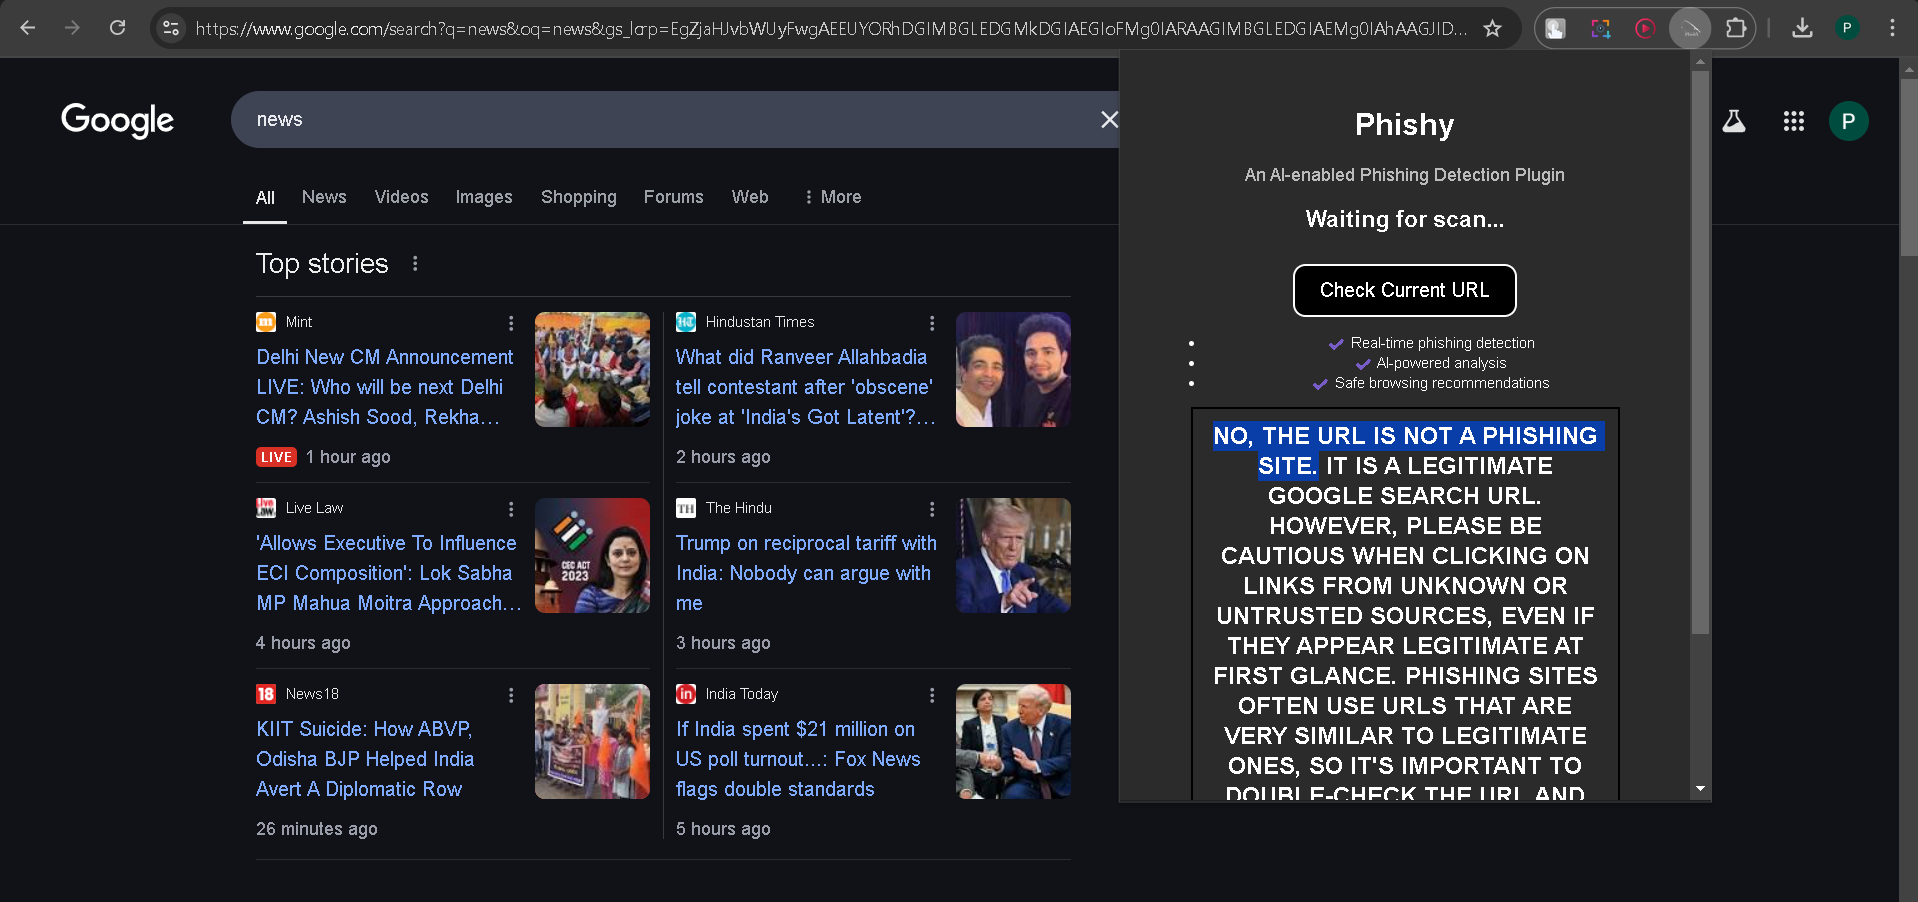 https://www.google.com/search?q=news&oq=news&gs_lcrp=
P
Google
news
P
All News Videos Images Shopping Forums Web More
Top stories
Mint
Delhi New CM Announcement
LIVE: Who will be next Delhi
CM? Ashish Sood, Rekha…
LIVE 1 hour ago
Hindustan Times
What did Ranveer Allahbadia
tell contestant after 'obscene'
joke at 'India's Got Latent'?…
2 hours ago
Live Law
'Allows Executive To Influence
ECI Composition': Lok Sabha
MP Mahua Moitra Approach…
4 hours ago
CEC ACT
2023
TH The Hindu
Trump on reciprocal tariff with
India: Nobody can argue with
me
3 hours ago
18 News18
KIIT Suicide: How ABVP,
Odisha BJP Helped India
Avert A Diplomatic Row
26 minutes ago
in India Today
If India spent $21 million on
US poll turnout...: Fox News
flags double standards
5 hours ago
Phishy
An AI-enabled Phishing Detection Plugin
Waiting for scan...
Check Current URL
Real-time phishing detection
AI-powered analysis
Safe browsing recommendations
NO, THE URL IS NOT A PHISHING
SITE. IT IS A LEGITIMATE
GOOGLE SEARCH URL.
HOWEVER, PLEASE BE
CAUTIOUS WHEN CLICKING ON
LINKS FROM UNKNOWN OR
UNTRUSTED SOURCES, EVEN IF
THEY APPEAR LEGITIMATE AT
FIRST GLANCE. PHISHING SITES
OFTEN USE URLS THAT ARE
VERY SIMILAR TO LEGITIMATE
ONES, SO IT'S IMPORTANT TO
DOUBLE-CHECK THE URL AND